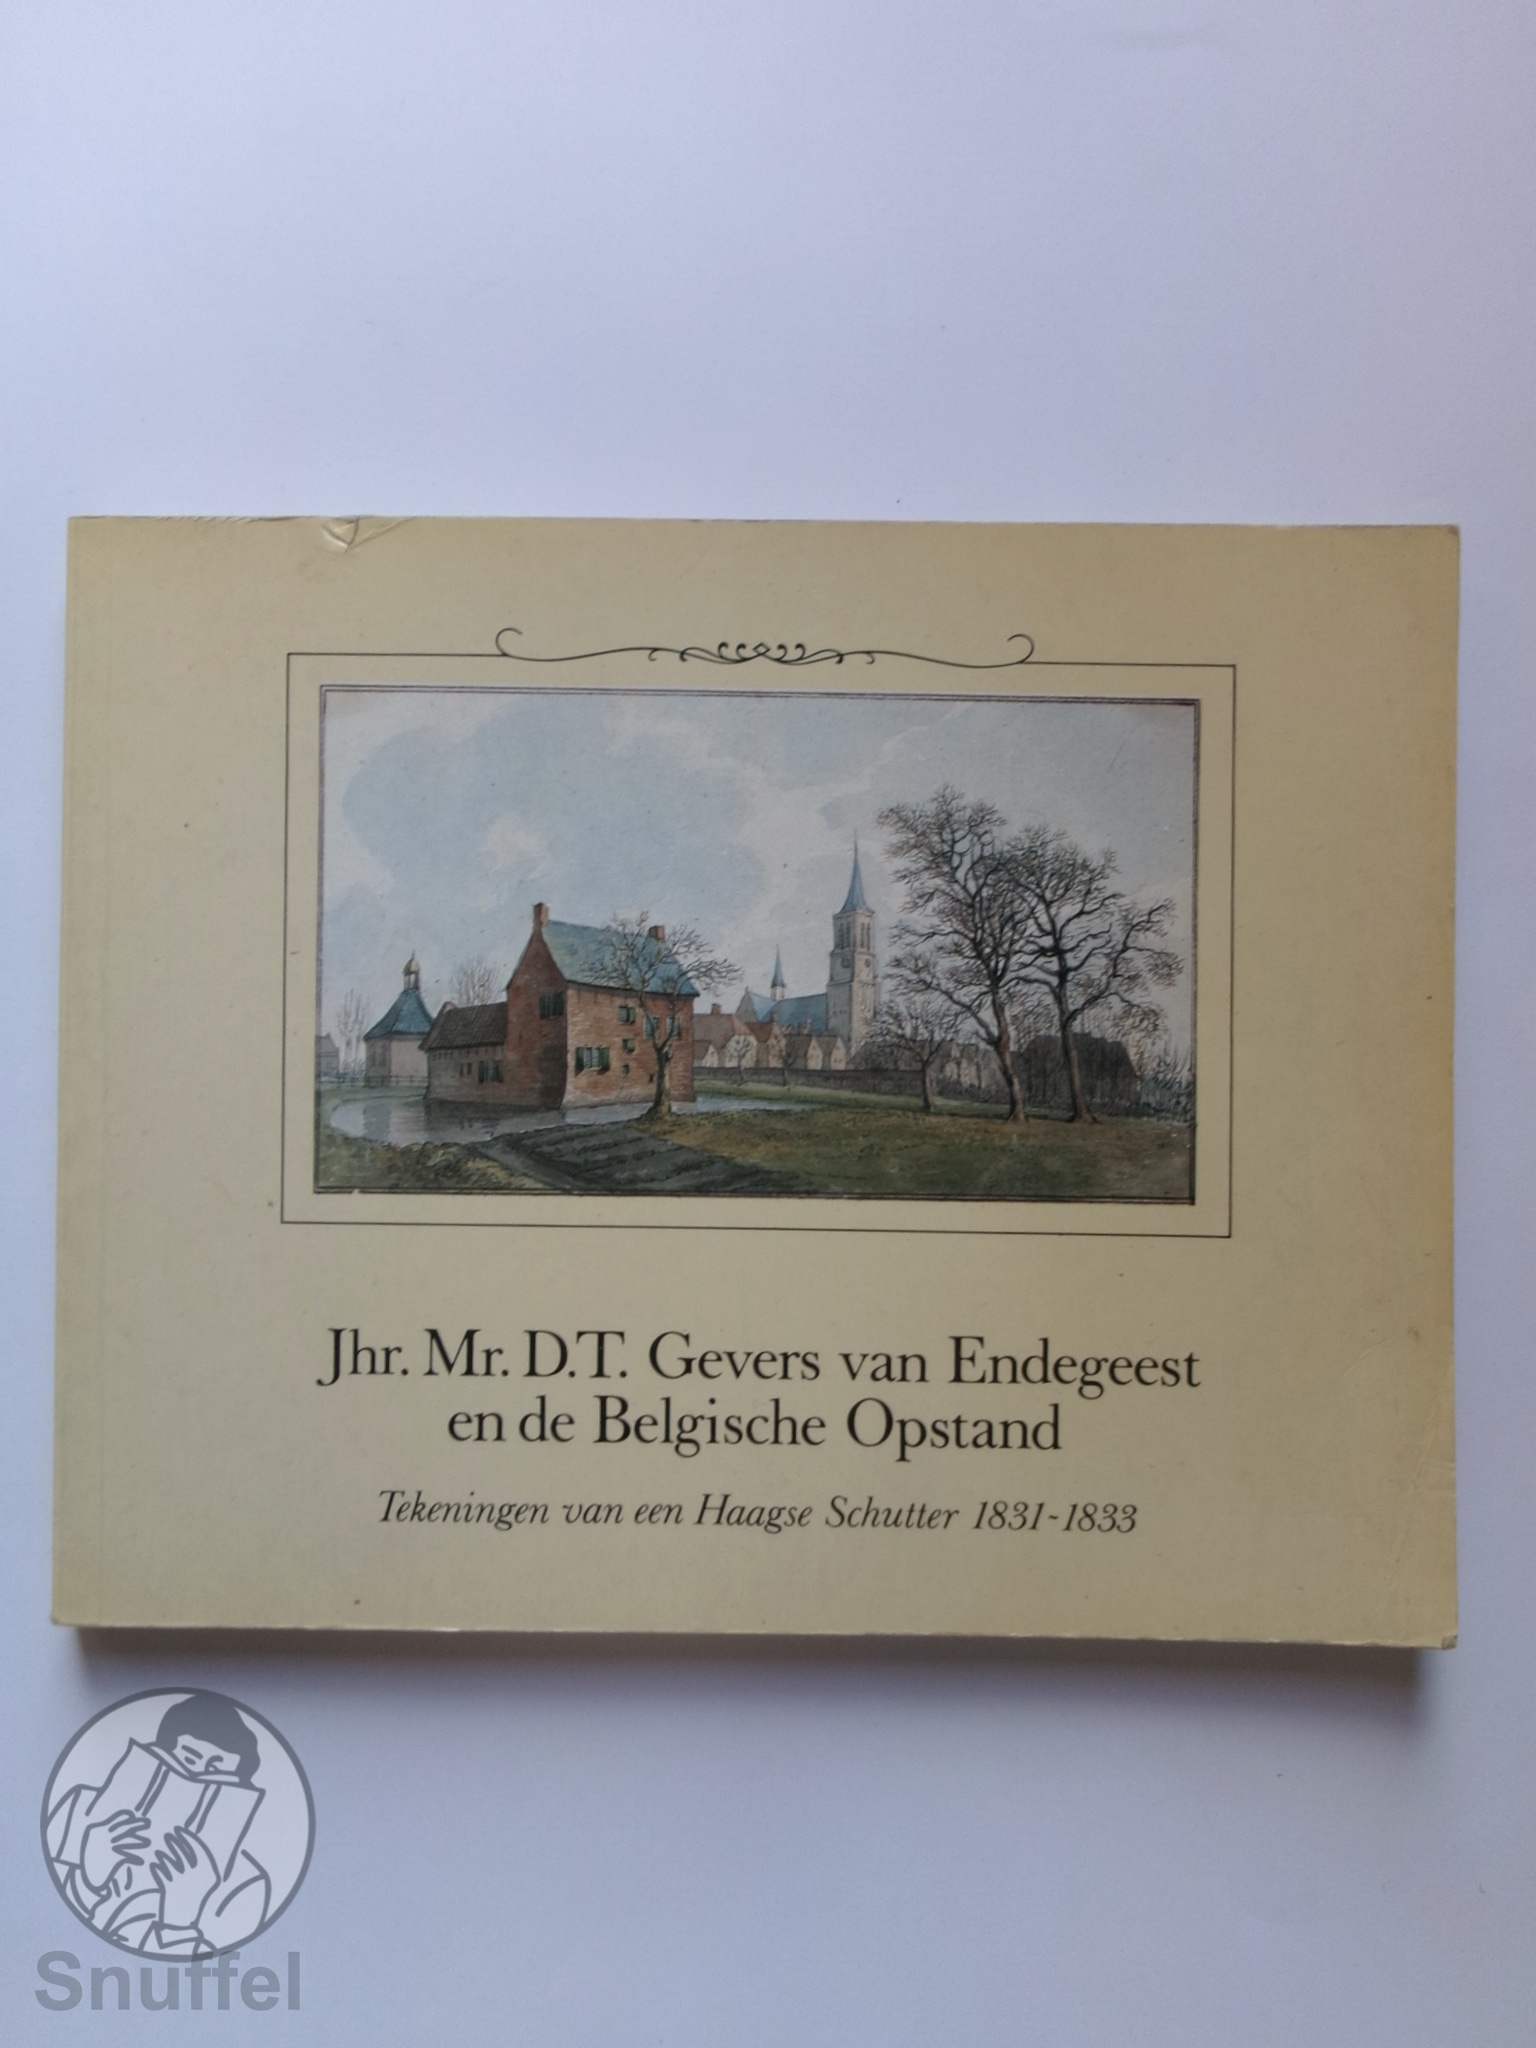 Jhr. Mr. D.T. Gevers van Endegeest
en de Belgische Opstand
Tekeningen van een Haagse Schutter 1831-1833
Snuffel